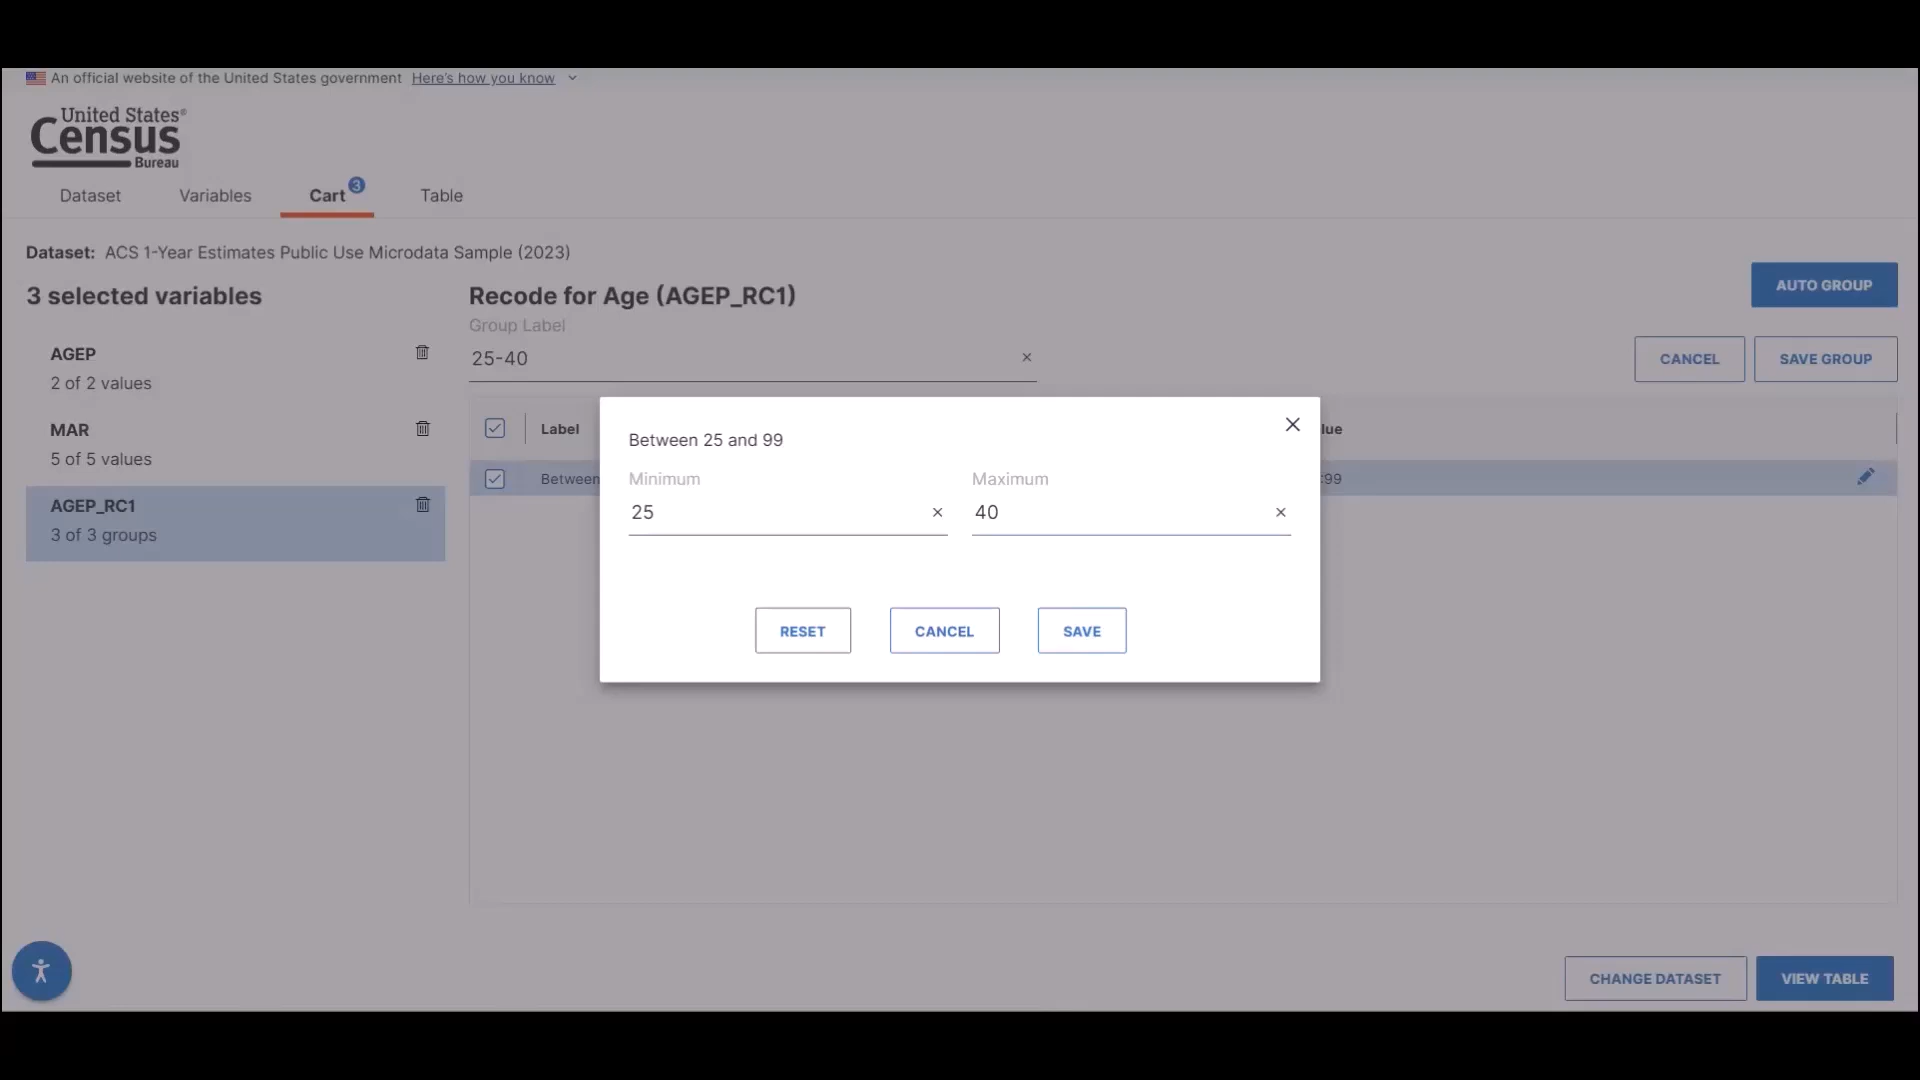 An official website of the United States government Here's how you know
United States®
Census
Bureau
Dataset Variables Cart 3 Table
Dataset: ACS 1-Year Estimates Public Use Microdata Sample (2023)
AUTO GROUP
3 selected variables
Recode for Age (AGEP_RC1)
Group Label
25-40
CANCEL SAVE GROUP
AGEP
2 of 2 values
MAR
5 of 5 values
AGEP_RC1
3 of 3 groups
Label
Between :99
Between 25 and 99
Minimum Maximum
25 40
RESET CANCEL SAVE
CHANGE DATASET VIEW TABLE